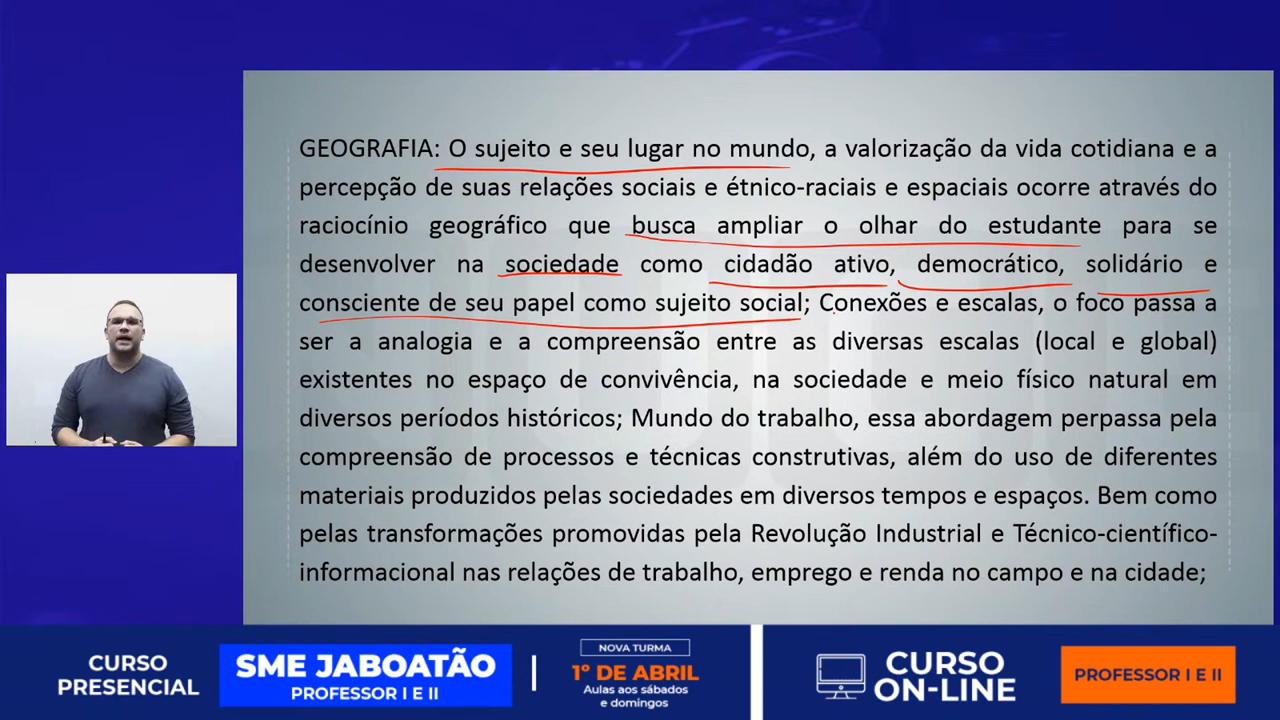 GEOGRAFIA: O sujeito e seu lugar no mundo, a valorização da vida cotidiana e a
percepção de suas relações sociais e étnico-raciais e espaciais ocorre através do
raciocínio geográfico que busca ampliar o olhar do estudante para se
desenvolver na sociedade como cidadão ativo, democrático, solidário e
consciente de seu papel como sujeito social; Conexões e escalas, o foco passa a
ser a analogia e a compreensão entre as diversas escalas (local e global)
existentes no espaço de convivência, na sociedade e meio físico natural em
diversos períodos históricos; Mundo do trabalho, essa abordagem perpassa pela
compreensão de processos e técnicas construtivas, além do uso de diferentes
materiais produzidos pelas sociedades em diversos tempos e espaços. Bem como
pelas transformações promovidas pela Revolução Industrial e Técnico-científico-
informacional nas relações de trabalho, emprego e renda no campo e na cidade;
CURSO
PRESENCIAL
SME JABOATÃO
PROFESSOR I E II
NOVA TURMA
1º DE ABRIL
Aulas aos sábados
e domingos
CURSO
ON-LINE
PROFESSOR I E II